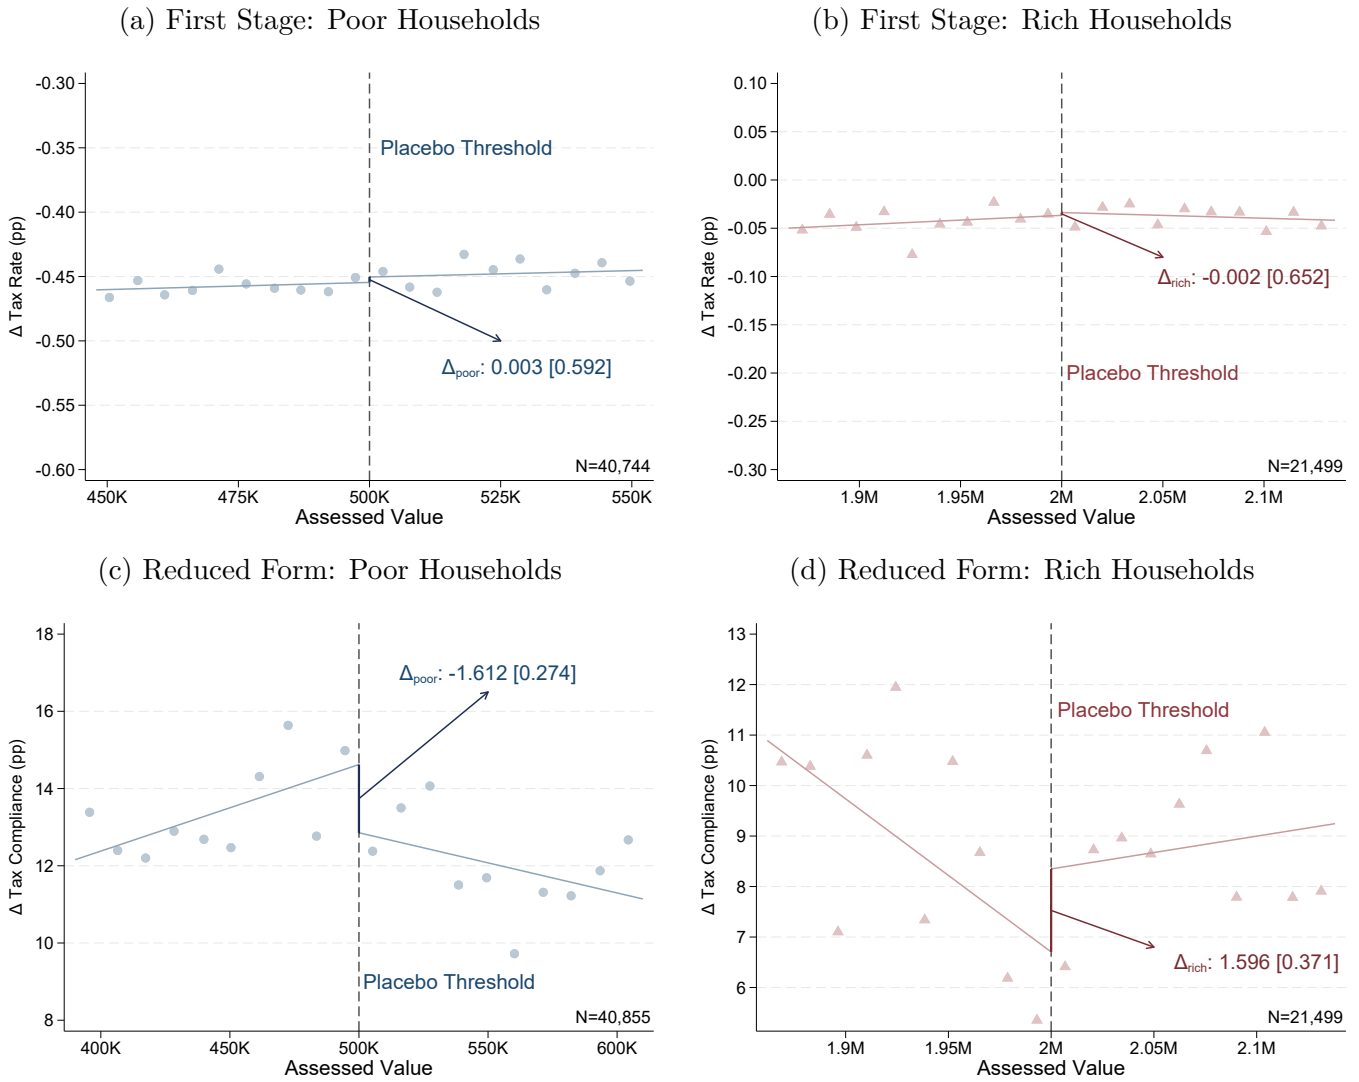 (a) First Stage: Poor Households
Δ Tax Rate (pp)
-0.30
-0.35
-0.40
-0.45
-0.50
-0.55
-0.60
Placebo Threshold
Δpoor: 0.003 [0.592]
N=40,744
450K 475K 500K 525K 550K
Assessed Value
(b) First Stage: Rich Households
Δ Tax Rate (pp)
0.10
0.05
0.00
-0.05
-0.10
-0.15
-0.20
-0.25
-0.30
Δrich: -0.002 [0.652]
Placebo Threshold
N=21,499
1.9M 1.95M 2M 2.05M 2.1M
Assessed Value
(c) Reduced Form: Poor Households
Δ Tax Compliance (pp)
18
16
14
12
10
8
Δpoor: -1.612 [0.274]
Placebo Threshold
N=40,855
400K 450K 500K 550K 600K
Assessed Value
(d) Reduced Form: Rich Households
Δ Tax Compliance (pp)
13
12
11
10
9
8
7
6
Placebo Threshold
Δrich: 1.596 [0.371]
N=21,499
1.9M 1.95M 2M 2.05M 2.1M
Assessed Value